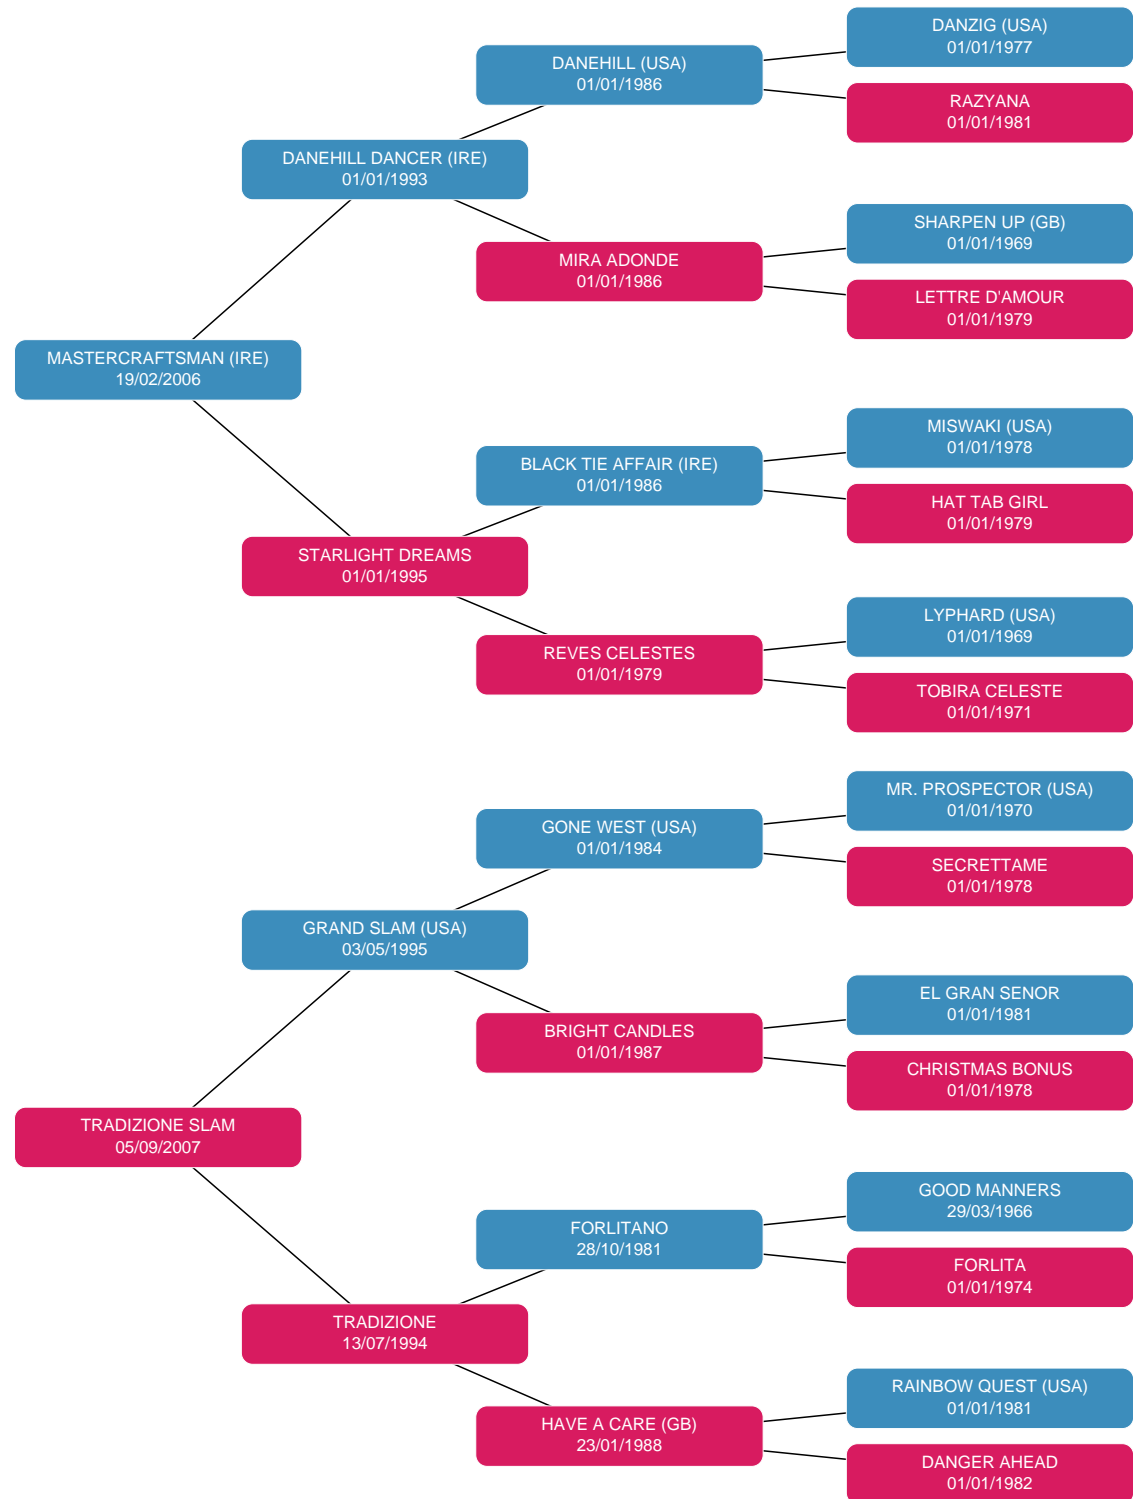 DANZIG (USA)
01/01/1977
DANEHILL (USA)
01/01/1986
RAZYANA
01/01/1981
DANEHILL DANCER (IRE)
01/01/1993
SHARPEN UP (GB)
01/01/1969
MIRA ADONDE
01/01/1986
LETTRE D'AMOUR
01/01/1979
MASTERCRAFTSMAN (IRE)
19/02/2006
MISWAKI (USA)
01/01/1978
BLACK TIE AFFAIR (IRE)
01/01/1986
HAT TAB GIRL
01/01/1979
STARLIGHT DREAMS
01/01/1995
LYPHARD (USA)
01/01/1969
REVES CELESTES
01/01/1979
TOBIRA CELESTE
01/01/1971
MR. PROSPECTOR (USA)
01/01/1970
GONE WEST (USA)
01/01/1984
SECRETTAME
01/01/1978
GRAND SLAM (USA)
03/05/1995
EL GRAN SENOR
01/01/1981
BRIGHT CANDLES
01/01/1987
CHRISTMAS BONUS
01/01/1978
TRADIZIONE SLAM
05/09/2007
GOOD MANNERS
29/03/1966
FORLITANO
28/10/1981
FORLITA
01/01/1974
TRADIZIONE
13/07/1994
RAINBOW QUEST (USA)
01/01/1981
HAVE A CARE (GB)
23/01/1988
DANGER AHEAD
01/01/1982